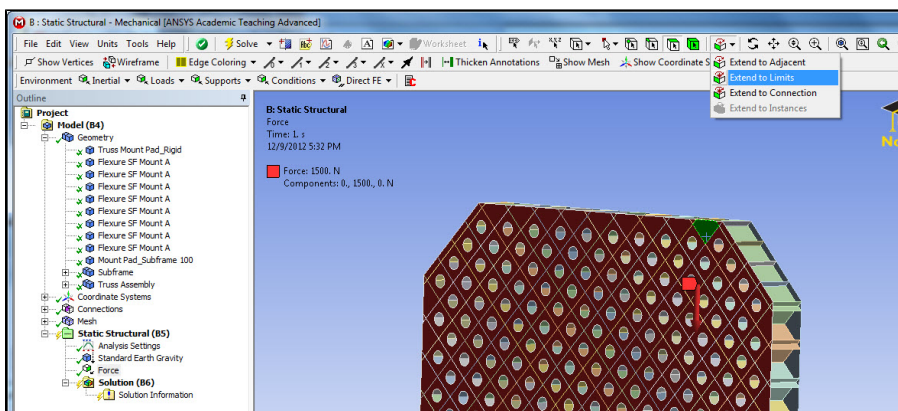 B : Static Structural - Mechanical [ANSYS Academic Teaching Advanced]
File Edit View Units Tools Help Solve Worksheet
Show Vertices Wireframe Edge Coloring Thicken Annotations Show Mesh Show Coordinate S
Extend to Adjacent
Extend to Limits
Extend to Connection
Extend to Instances
Environment Inertial Loads Supports Conditions Direct FE
Outline
Project
Model (B4)
Geometry
Truss Mount Pad_Rigid
Flexure SF Mount A
Flexure SF Mount A
Flexure SF Mount A
Flexure SF Mount A
Flexure SF Mount A
Flexure SF Mount A
Flexure SF Mount A
Flexure SF Mount A
Mount Pad_Subframe 100
Subframe
Truss Assembly
Coordinate Systems
Connections
Mesh
Static Structural (B5)
Analysis Settings
Standard Earth Gravity
Force
Solution (B6)
Solution Information
B: Static Structural
Force
Time: 1. s
12/9/2012 5:32 PM
Force: 1500. N
Components: 0., 1500., 0. N
No